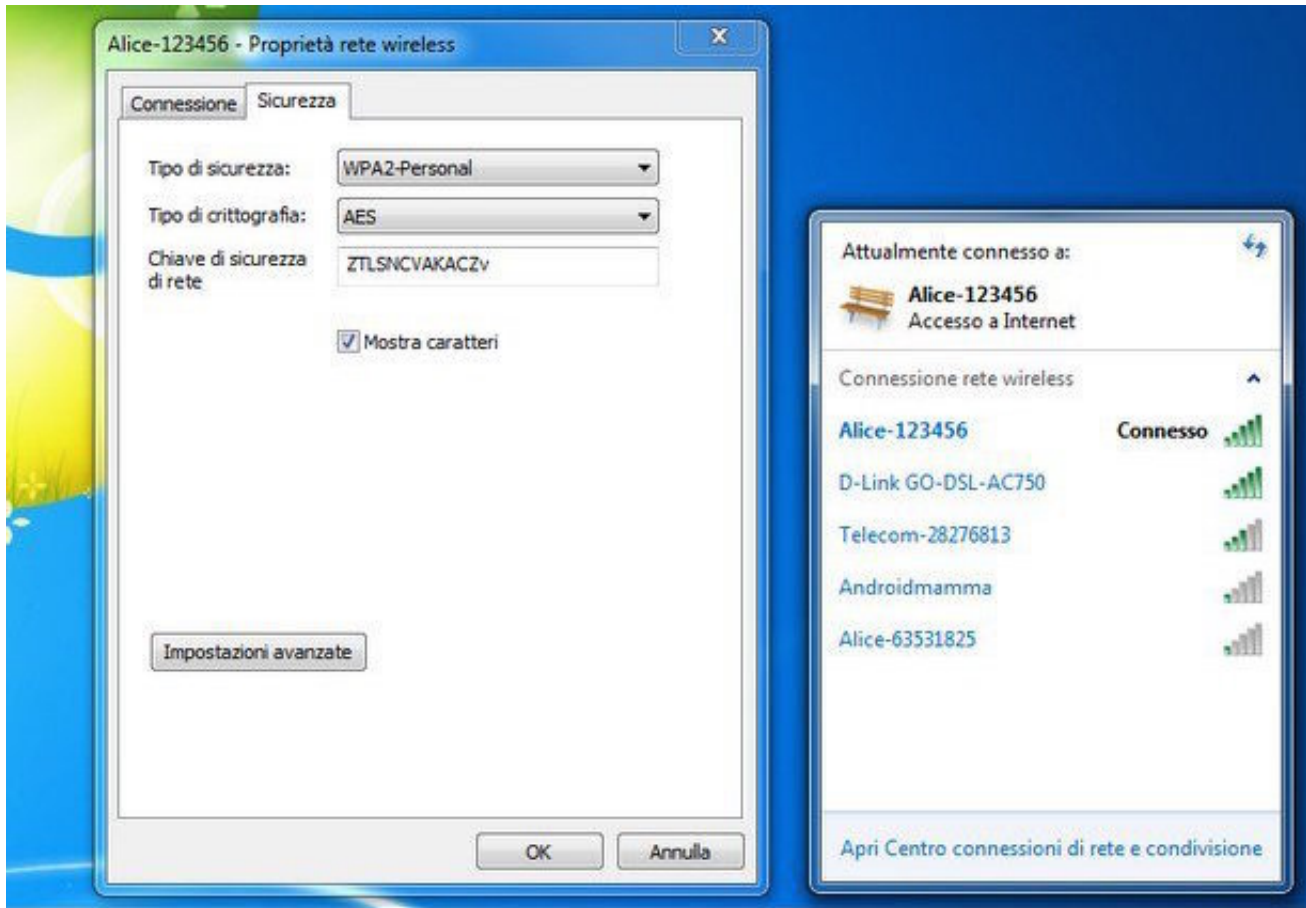 Alice-123456 - Proprietà rete wireless
Connessione
Sicurezza
Tipo di sicurezza:
WPA2-Personal
Tipo di crittografia:
AES
Chiave di sicurezza
di rete
ZTLSNCVAKACZv
Mostra caratteri
Impostazioni avanzate
OK
Annulla
Attualmente connesso a:
Alice-123456
Accesso a Internet
Connessione rete wireless
Alice-123456 Connesso
D-Link GO-DSL-AC750
Telecom-28276813
Androidmamma
Alice-63531825
Apri Centro connessioni di rete e condivisione